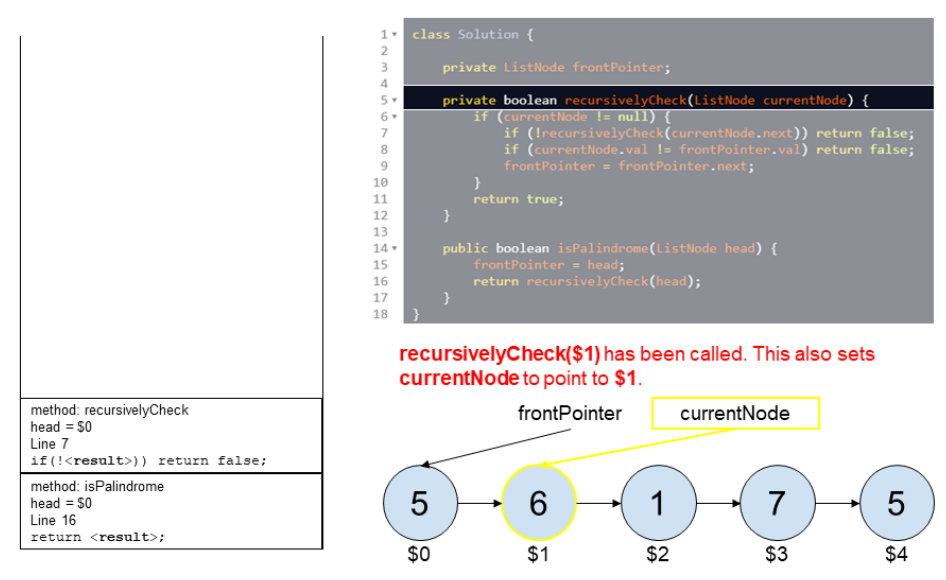 1 class Solution {
2
3 private ListNode frontPointer;
4
5 private boolean recursivelyCheck(ListNode currentNode) {
6 if (currentNode != null) {
7 if (!recursivelyCheck(currentNode.next)) return false;
8 if (currentNode.val != frontPointer.val) return false;
9 frontPointer = frontPointer.next;
10 }
11 return true;
12 }
13
14 public boolean isPalindrome(ListNode head) {
15 frontPointer = head;
16 return recursivelyCheck(head);
17 }
18 }
recursivelyCheck($1) has been called. This also sets
currentNode to point to $1.
method: recursivelyCheck
head = $0
Line 7
if(!<result>)) return false;
method: isPalindrome
head = $0
Line 16
return <result>;
frontPointer currentNode
5 6 1 7 5
$0 $1 $2 $3 $4